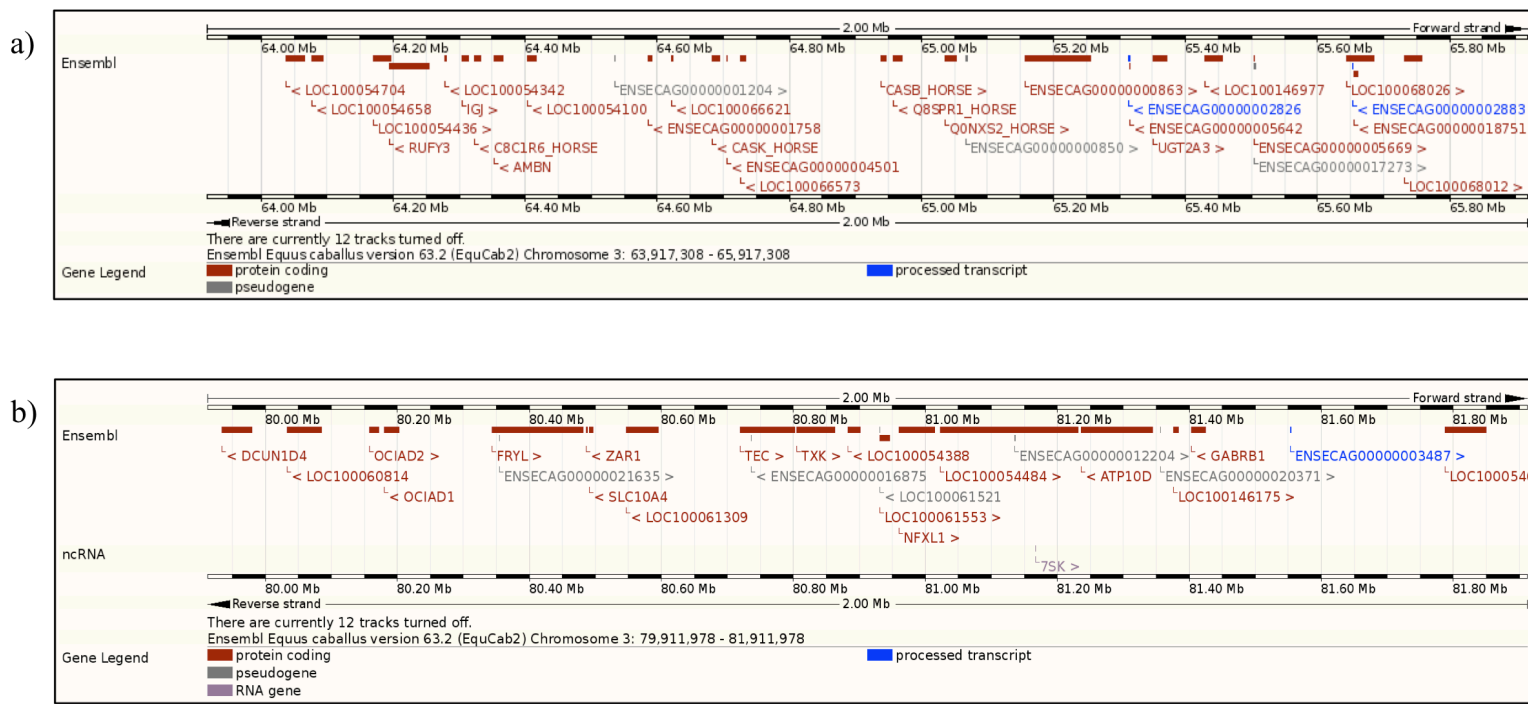 a)
2.00 Mb Forward strand
64.00 Mb 64.20 Mb 64.40 Mb 64.60 Mb 64.80 Mb 65.00 Mb 65.20 Mb 65.40 Mb 65.60 Mb 65.80 Mb
Ensembl
< LOC100054704 < LOC100054342 ENSECAG00000001204 > CASB_HORSE > ENSECAG00000000863 > < LOC100146977 LOC100068026 >
< LOC100054658 IGJ > < LOC100054100 < LOC100066621 < Q8SPR1_HORSE < ENSECAG00000002826 < ENSECAG00000002883
LOC100054436 > < ENSECAG00000001758 Q0NXS2_HORSE > < ENSECAG00000005642 < ENSECAG00000018751
< RUFY3 < C8C1R6_HORSE < CASK_HORSE ENSECAG00000000850 > UGT2A3 > ENSECAG00000005669 >
< AMBN < ENSECAG00000004501 ENSECAG00000017273 >
< LOC100066573 LOC100068012 >
64.00 Mb 64.20 Mb 64.40 Mb 64.60 Mb 64.80 Mb 65.00 Mb 65.20 Mb 65.40 Mb 65.60 Mb 65.80 Mb
Reverse strand 2.00 Mb
There are currently 12 tracks turned off.
Ensembl Equus caballus version 63.2 (EquCab2) Chromosome 3: 63,917,308 - 65,917,308
Gene Legend protein coding processed transcript
pseudogene
b)
2.00 Mb Forward strand
80.00 Mb 80.20 Mb 80.40 Mb 80.60 Mb 80.80 Mb 81.00 Mb 81.20 Mb 81.40 Mb 81.60 Mb 81.80 Mb
Ensembl
< DCUN1D4 OCIAD2 > FRYL > < ZAR1 TEC > TXK > < LOC100054388 ENSECAG00000012204 > < GABRB1 ENSECAG00000003487 >
< LOC100060814 ENSECAG00000021635 > < ENSECAG00000016875 LOC100054484 > < ATP10D ENSECAG00000020371 >
< OCIAD1 < SLC10A4 < LOC100061521 LOC100146175 >
< LOC100061309 LOC100061553 >
NFXL1 >
ncRNA
7SK >
80.00 Mb 80.20 Mb 80.40 Mb 80.60 Mb 80.80 Mb 81.00 Mb 81.20 Mb 81.40 Mb 81.60 Mb 81.80 Mb
Reverse strand 2.00 Mb
There are currently 12 tracks turned off.
Ensembl Equus caballus version 63.2 (EquCab2) Chromosome 3: 79,911,978 - 81,911,978
Gene Legend protein coding processed transcript
pseudogene
RNA gene